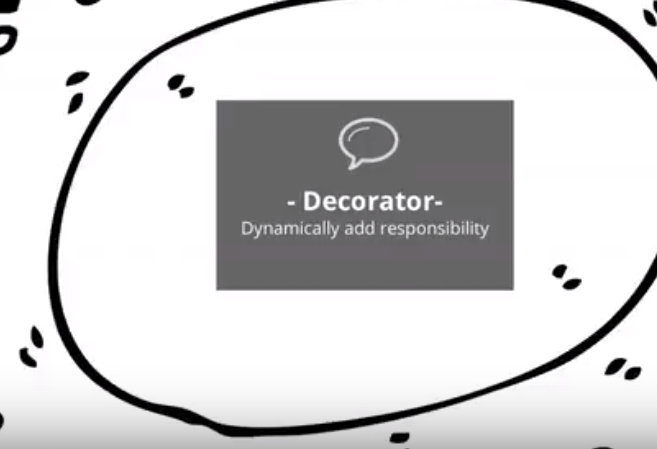 - Decorator-
Dynamically add responsibility